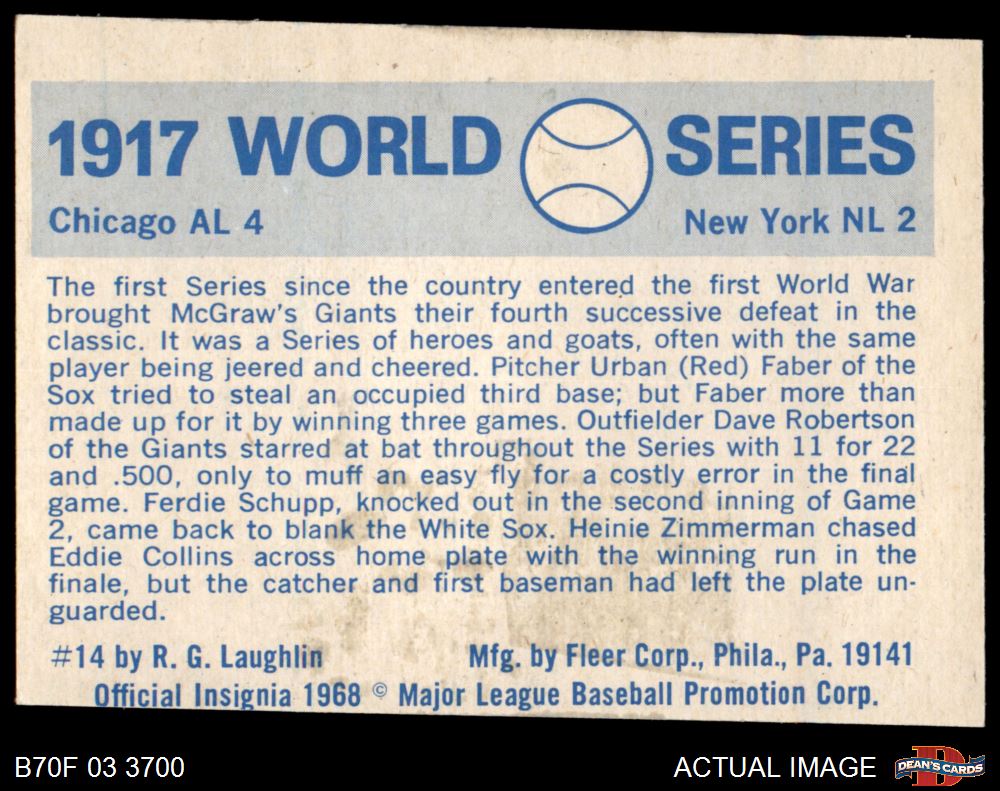 1917 WORLD SERIES
Chicago AL 4 New York NL 2
The first Series since the country entered the first World War
brought McGraw's Giants their fourth successive defeat in the
classic. It was a Series of heroes and goats, often with the same
player being jeered and cheered. Pitcher Urban (Red) Faber of the
Sox tried to steal an occupied third base; but Faber more than
made up for it by winning three games. Outfielder Dave Robertson
of the Giants starred at bat throughout the Series with 11 for 22
and .500, only to muff an easy fly for a costly error in the final
game. Ferdie Schupp, knocked out in the second inning of Game
2, came back to blank the White Sox. Heinie Zimmerman chased
Eddie Collins across home plate with the winning run in the
finale, but the catcher and first baseman had left the plate un-
guarded.
#14 by R. G. Laughlin Mfg. by Fleer Corp., Phila., Pa. 19141
Official Insignia 1968 © Major League Baseball Promotion Corp.
B70F 03 3700 ACTUAL IMAGE DEAN'S CARDS